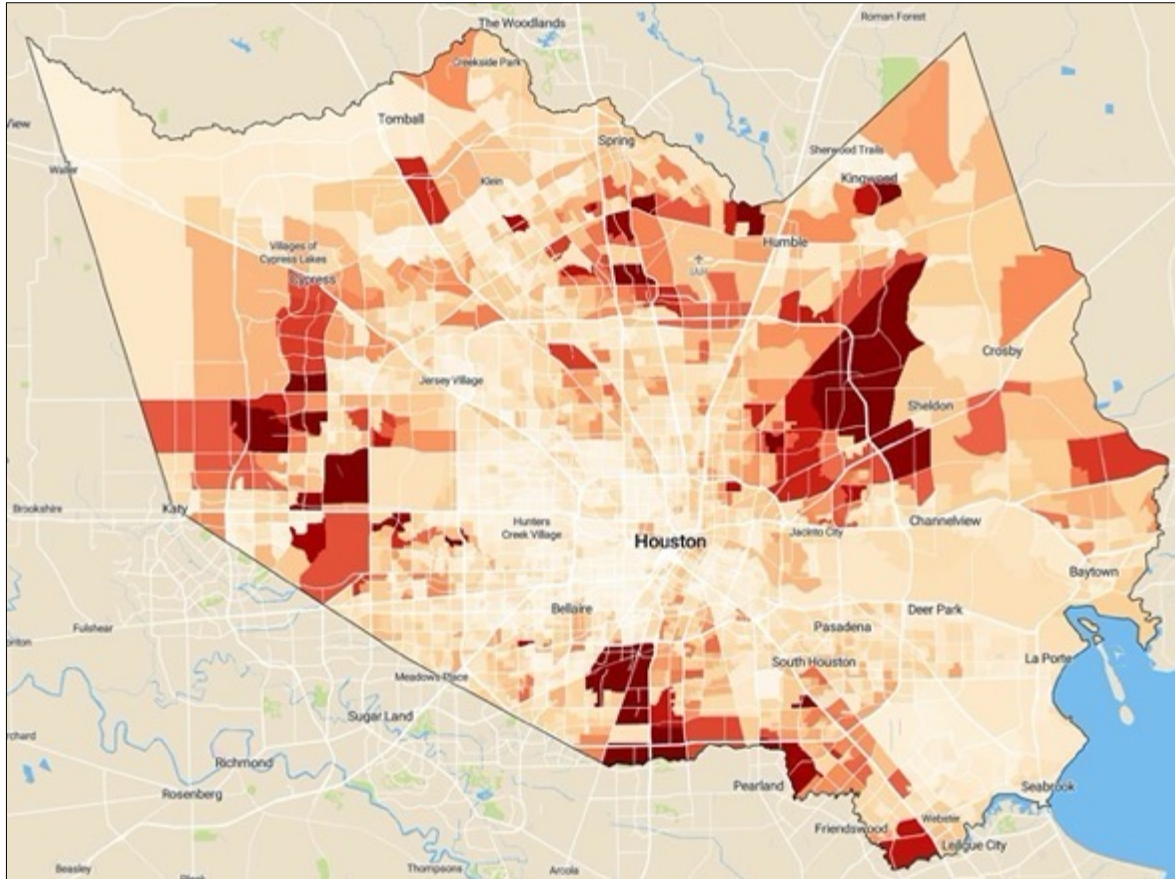 The Woodlands
Roman Forest
Creekside Park
Tomball
View
Spring
Sherwood Trails
Waller
Klein
Kingwood
Villages of
Cypress Lakes
Humble
IAH
Cypress
Crosby
Jersey Village
Sheldon
Brookshire
Katy
Hunters
Creek Village
Houston
Jacinto City
Channelview
Baytown
Bellaire
Deer Park
Fulshear
Pasadena
South Houston
La Porte
Meadows Place
Sugar Land
Richmond
Rosenberg
Pearland
Seabrook
Friendswood
Webster
League City
Beasley
Thompsons
Arcola